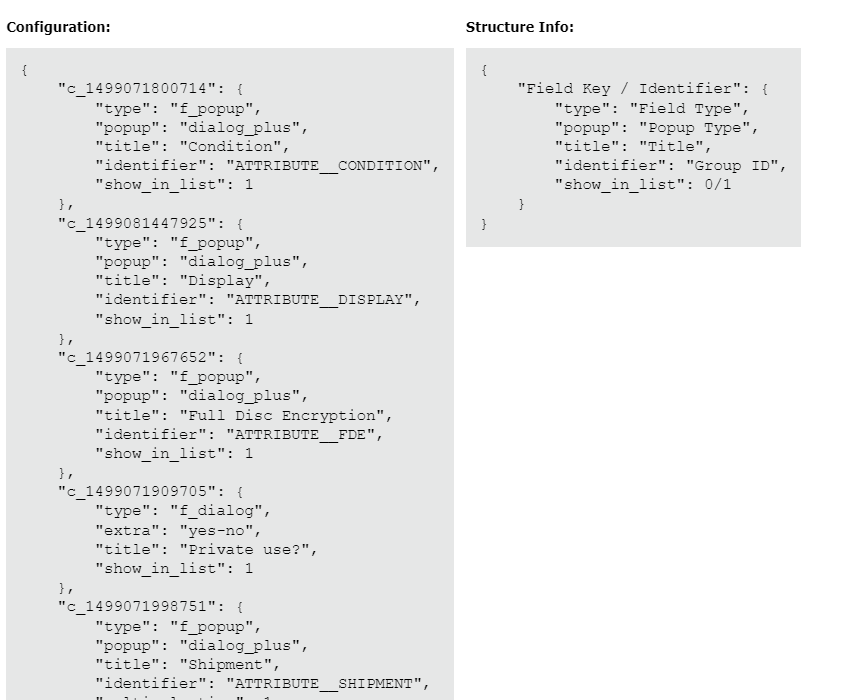 Configuration:
{
    "c_1499071800714": {
        "type": "f_popup",
        "popup": "dialog_plus",
        "title": "Condition",
        "identifier": "ATTRIBUTE__CONDITION",
        "show_in_list": 1
    },
    "c_1499081447925": {
        "type": "f_popup",
        "popup": "dialog_plus",
        "title": "Display",
        "identifier": "ATTRIBUTE__DISPLAY",
        "show_in_list": 1
    },
    "c_1499071967652": {
        "type": "f_popup",
        "popup": "dialog_plus",
        "title": "Full Disc Encryption",
        "identifier": "ATTRIBUTE__FDE",
        "show_in_list": 1
    },
    "c_1499071909705": {
        "type": "f_dialog",
        "extra": "yes-no",
        "title": "Private use?",
        "show_in_list": 1
    },
    "c_1499071998751": {
        "type": "f_popup",
        "popup": "dialog_plus",
        "title": "Shipment",
        "identifier": "ATTRIBUTE__SHIPMENT",
Structure Info:
{
    "Field Key / Identifier": {
        "type": "Field Type",
        "popup": "Popup Type",
        "title": "Title",
        "identifier": "Group ID",
        "show_in_list": 0/1
    }
}